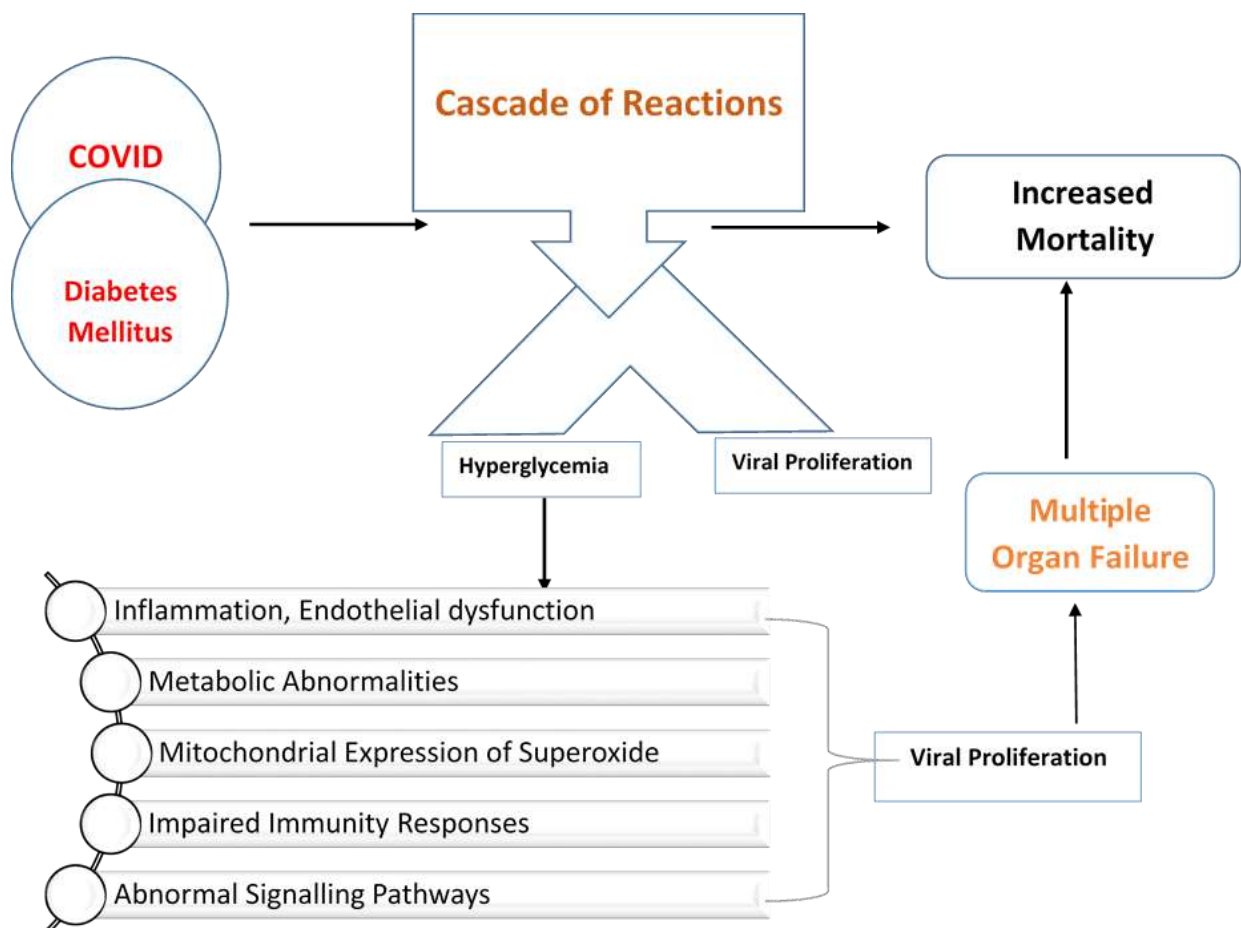 Cascade of Reactions
COVID
Diabetes
Mellitus
Increased
Mortality
Hyperglycemia
Viral Proliferation
Multiple
Organ Failure
Inflammation, Endothelial dysfunction
Metabolic Abnormalities
Mitochondrial Expression of Superoxide
Impaired Immunity Responses
Abnormal Signalling Pathways
Viral Proliferation